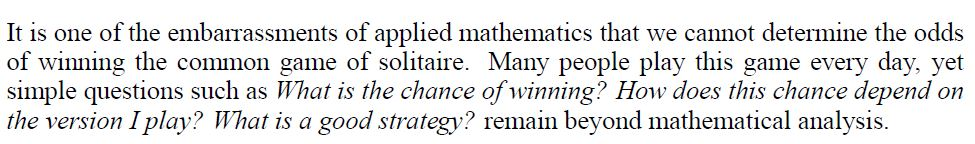 It is one of the embarrassments of applied mathematics that we cannot determine the odds
of winning the common game of solitaire. Many people play this game every day, yet
simple questions such as What is the chance of winning? How does this chance depend on
the version I play? What is a good strategy? remain beyond mathematical analysis.